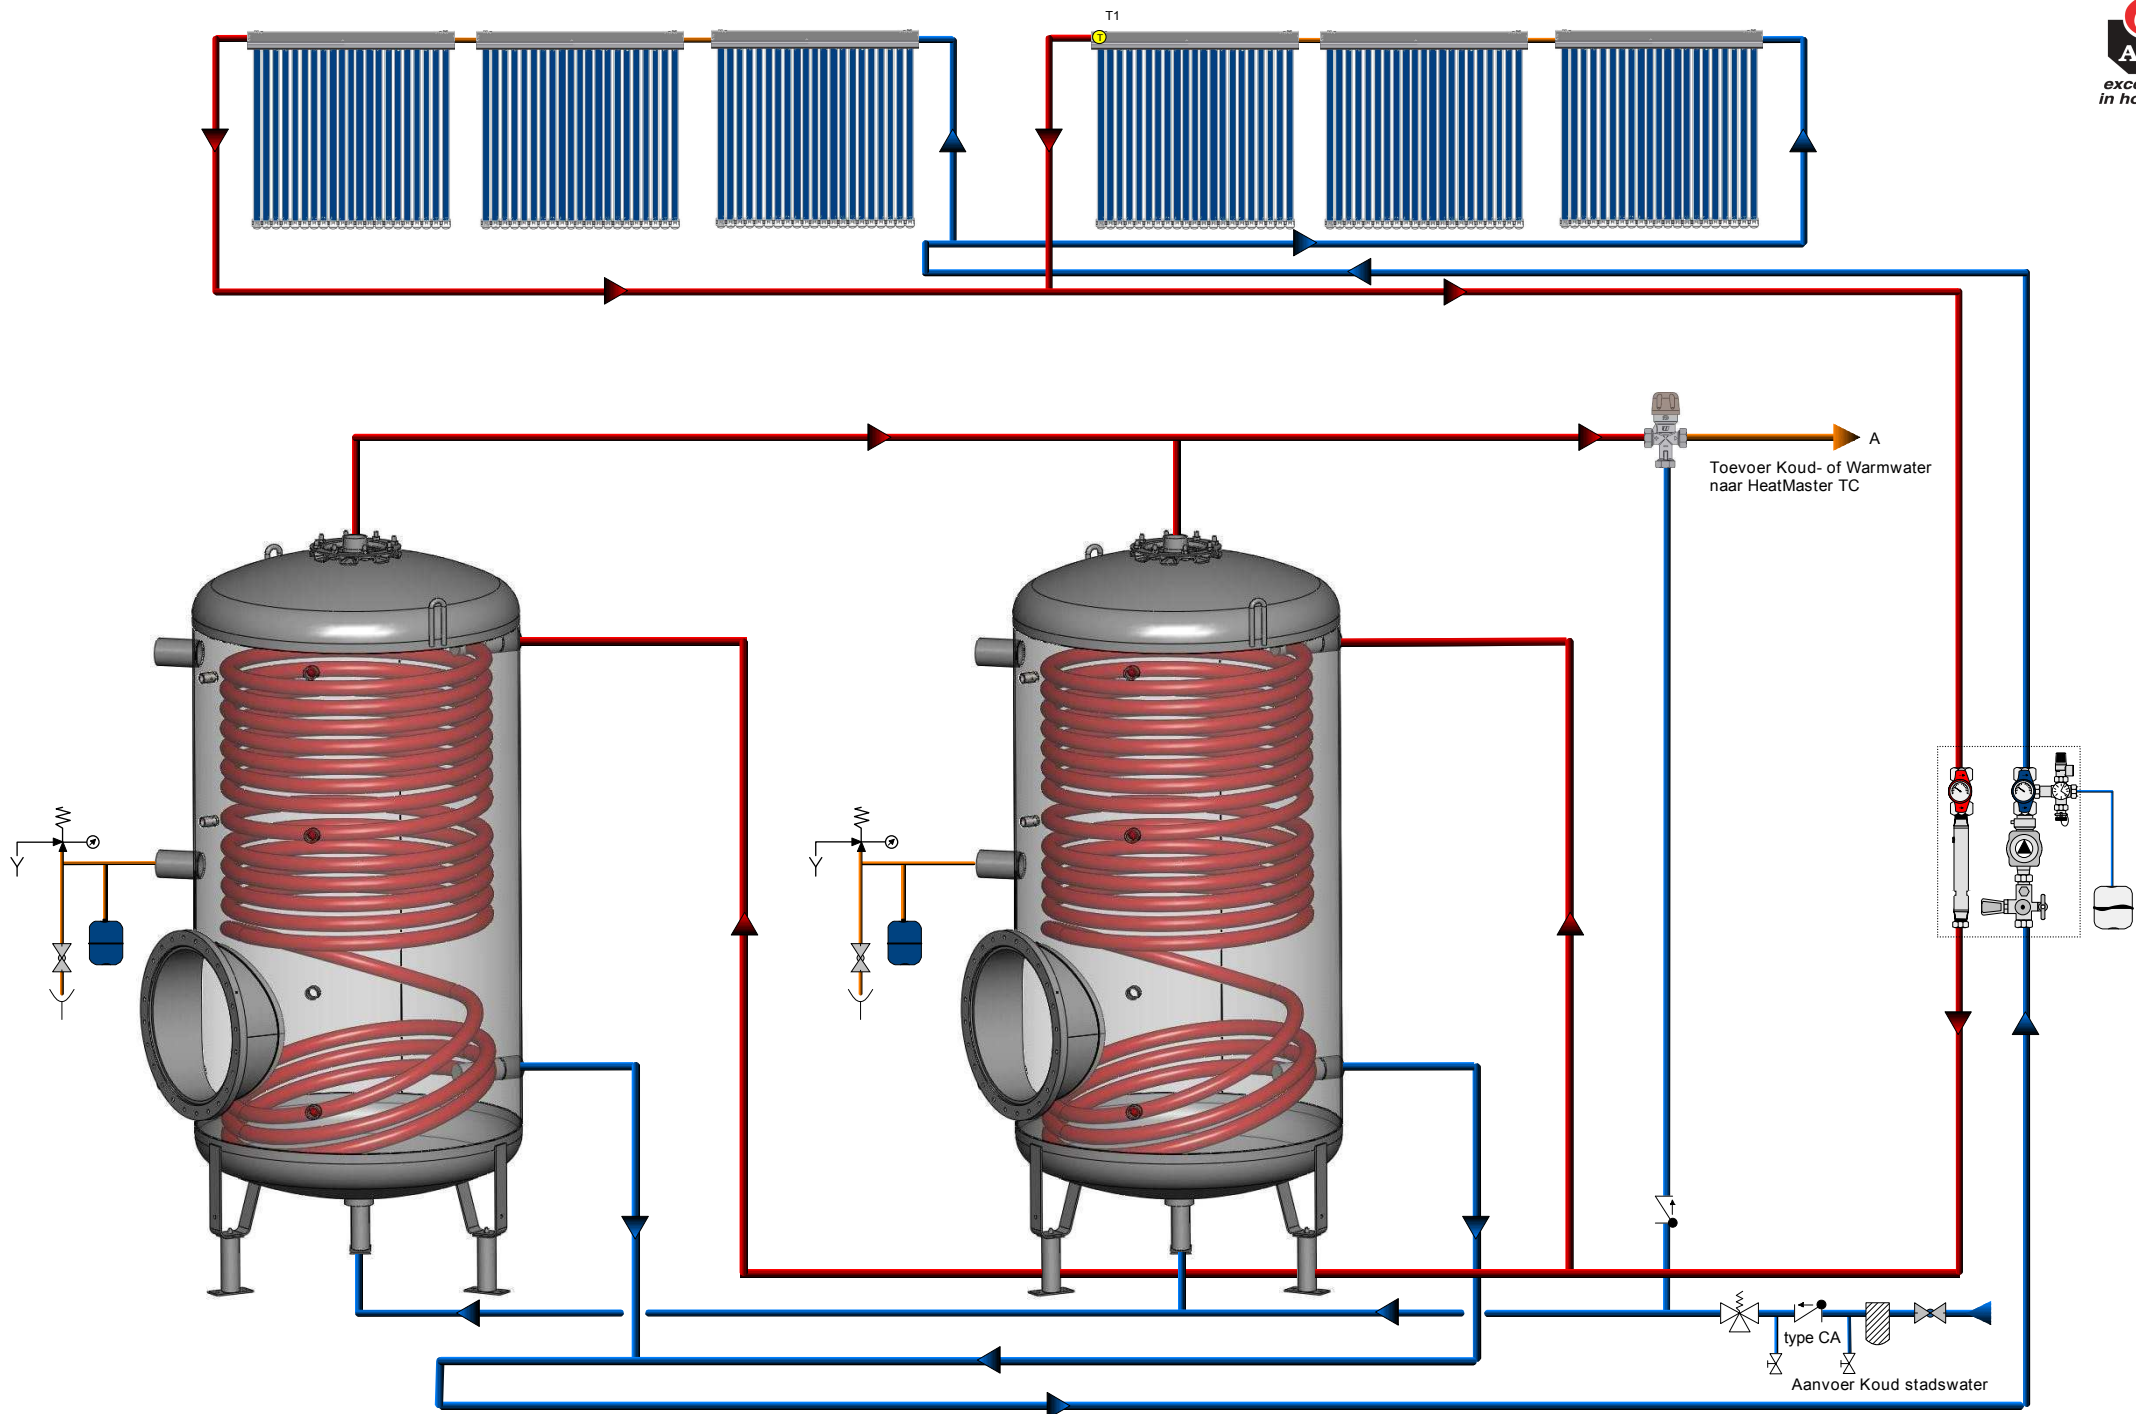 T1
T
A
Toevoer Koud- of Warmwater
naar HeatMaster TC
type CA
Aanvoer Koud stadswater